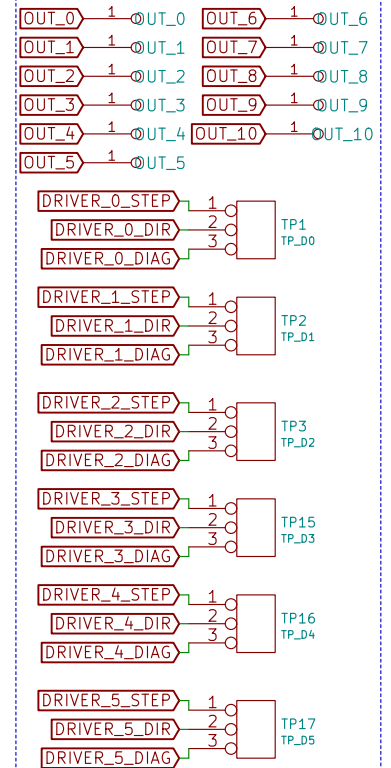 OUT_0 1 OUT_0 OUT_6 1 OUT_6
OUT_1 1 OUT_1 OUT_7 1 OUT_7
OUT_2 1 OUT_2 OUT_8 1 OUT_8
OUT_3 1 OUT_3 OUT_9 1 OUT_9
OUT_4 1 OUT_4 OUT_10 1 OUT_10
OUT_5 1 OUT_5
DRIVER_0_STEP 1
DRIVER_0_DIR 2 TP1
DRIVER_0_DIAG 3 TP_D0
DRIVER_1_STEP 1
DRIVER_1_DIR 2 TP2
DRIVER_1_DIAG 3 TP_D1
DRIVER_2_STEP 1
DRIVER_2_DIR 2 TP3
DRIVER_2_DIAG 3 TP_D2
DRIVER_3_STEP 1
DRIVER_3_DIR 2 TP15
DRIVER_3_DIAG 3 TP_D3
DRIVER_4_STEP 1
DRIVER_4_DIR 2 TP16
DRIVER_4_DIAG 3 TP_D4
DRIVER_5_STEP 1
DRIVER_5_DIR 2 TP17
DRIVER_5_DIAG 3 TP_D5